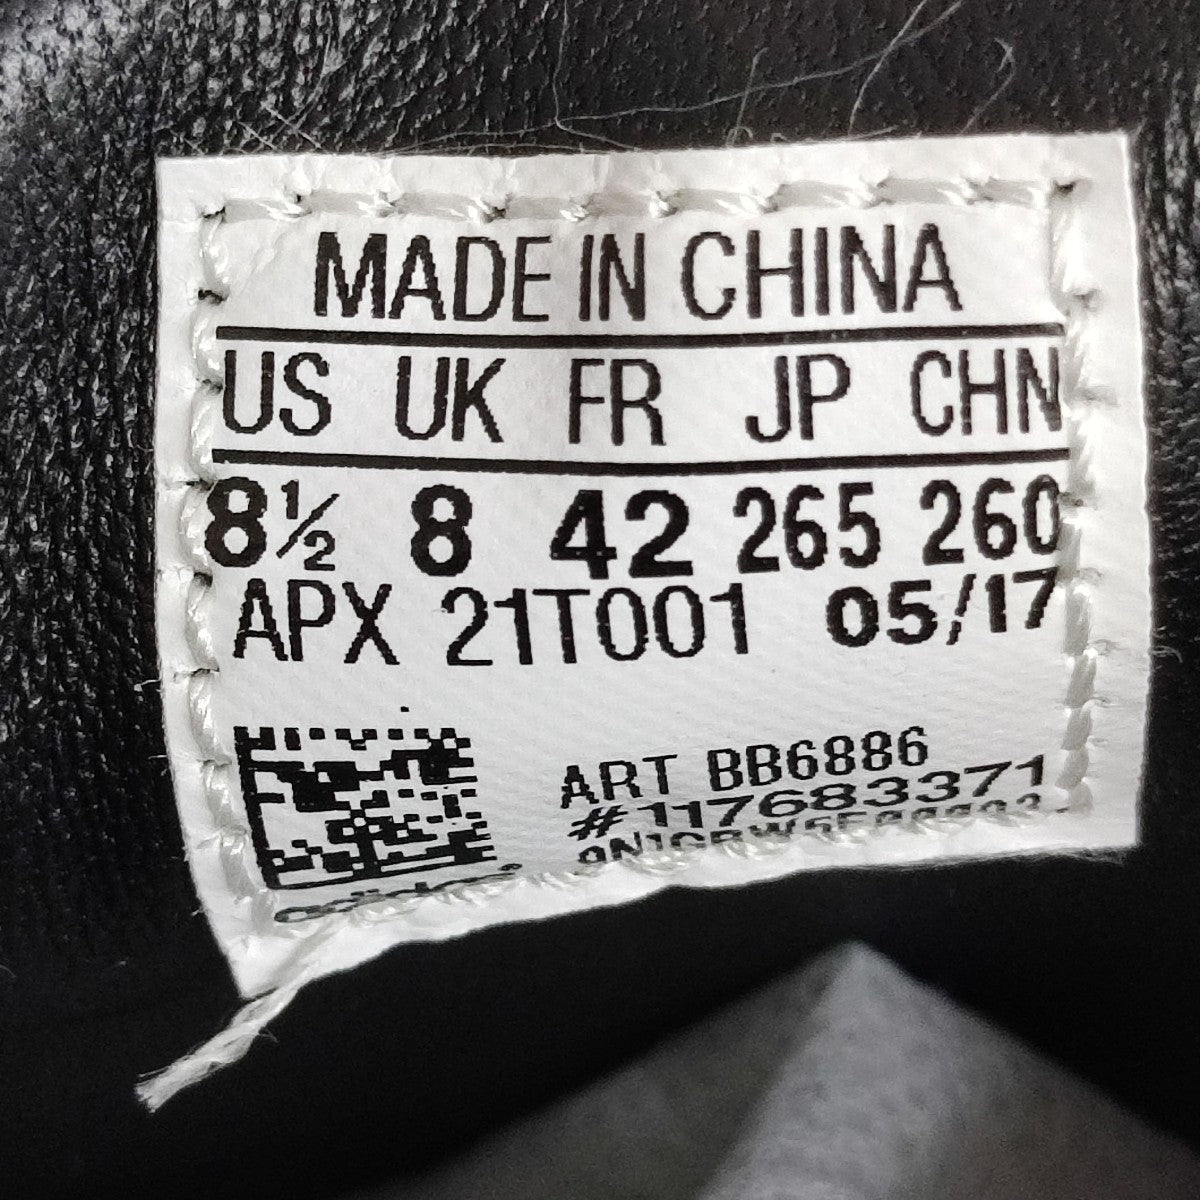 MADE IN CHINA
US UK FR JP CHN
8½ 8 42 265 260
APX 21T001 05/17
ART BB6886
#117683371
adidas